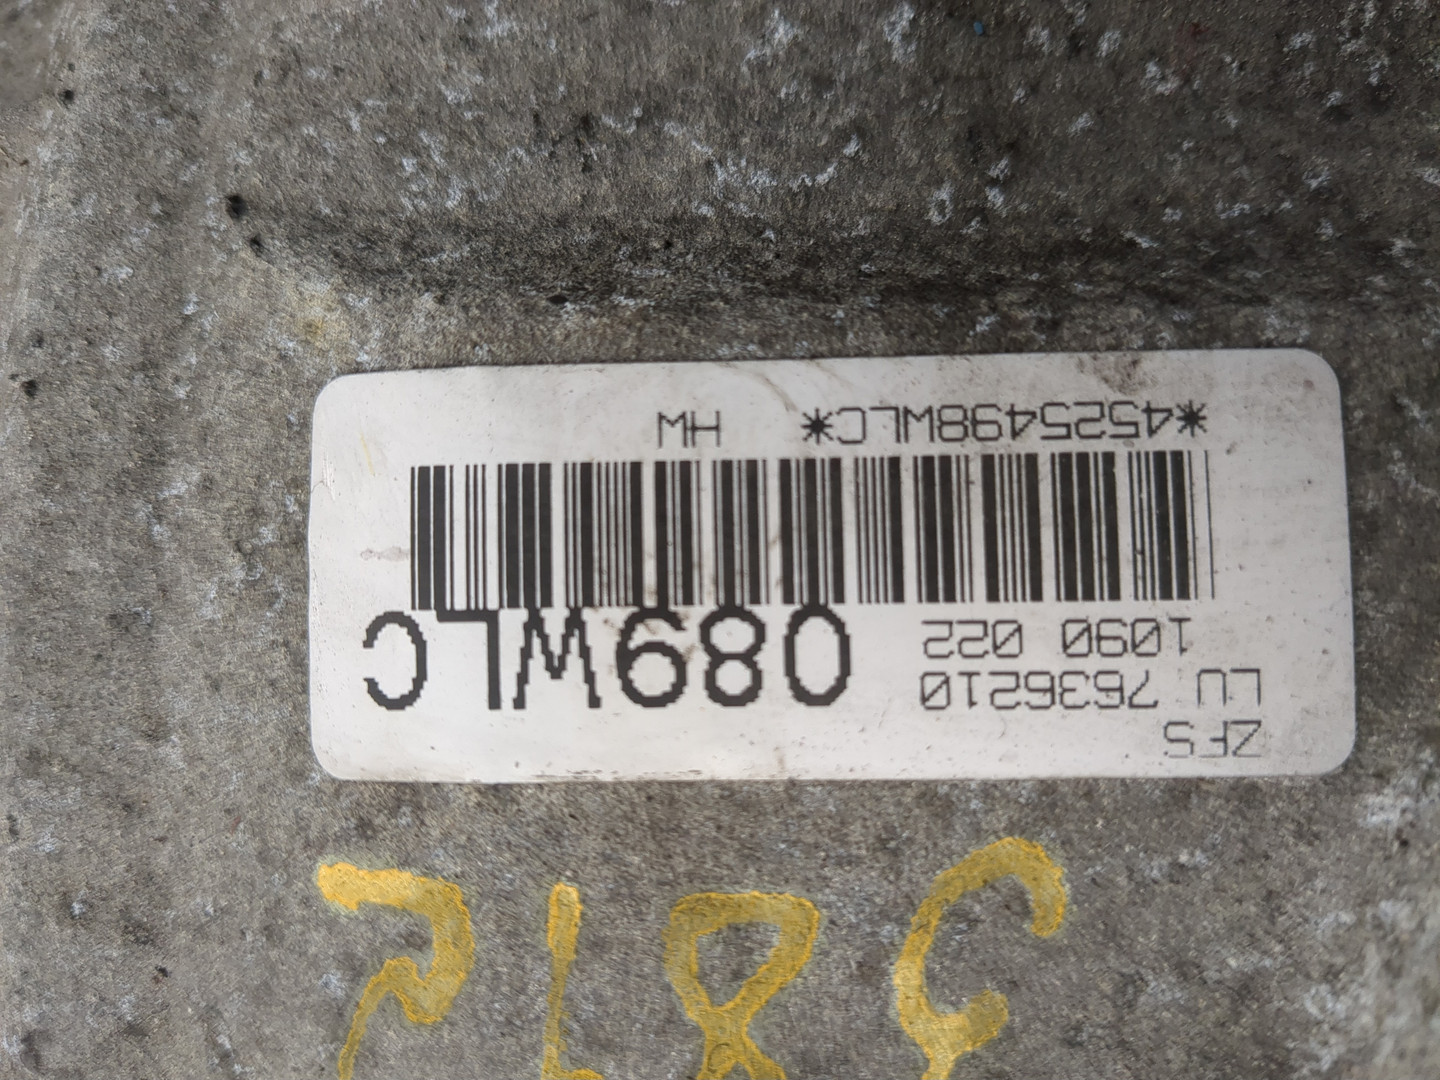 ZFS
LU 7636210
1090 022 089WLC
*4525498WLC* HW